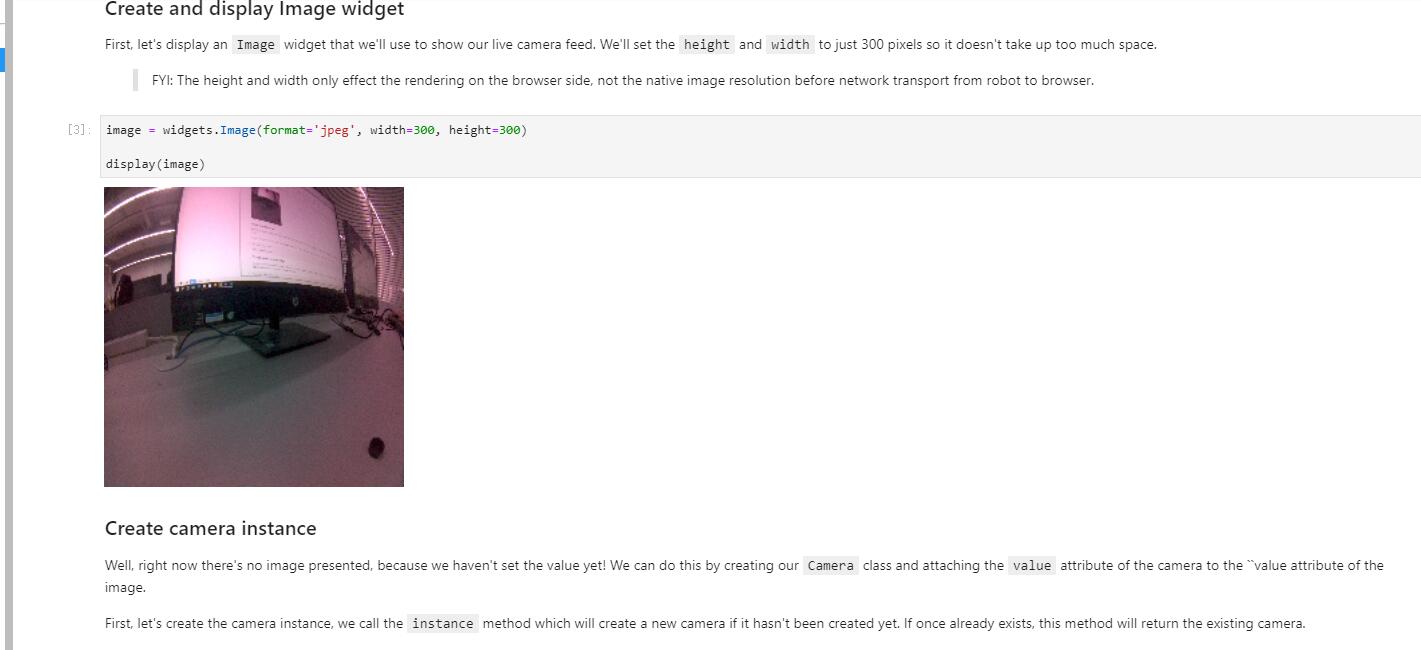 Create and display Image widget
First, let's display an Image widget that we'll use to show our live camera feed. We'll set the height and width to just 300 pixels so it doesn't take up too much space.
FYI: The height and width only effect the rendering on the browser side, not the native image resolution before network transport from robot to browser.
[3]: image = widgets.Image(format='jpeg', width=300, height=300)
display(image)
Create camera instance
Well, right now there's no image presented, because we haven't set the value yet! We can do this by creating our Camera class and attaching the value attribute of the camera to the ``value attribute of the
image.
First, let's create the camera instance, we call the instance method which will create a new camera if it hasn't been created yet. If once already exists, this method will return the existing camera.